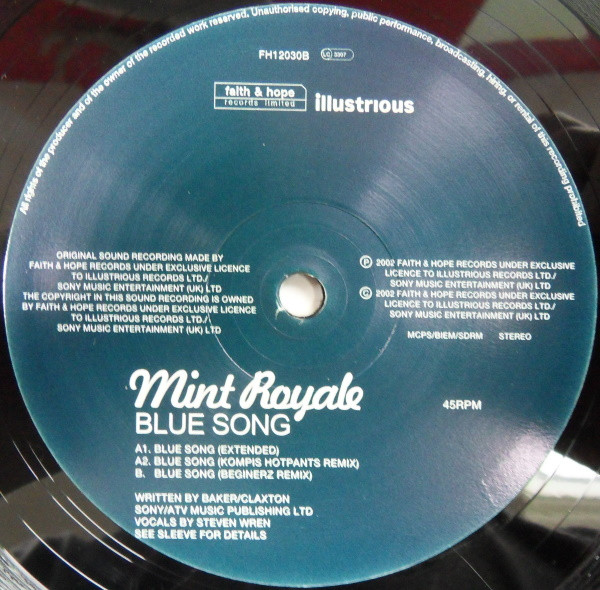 All rights of the producer and of the owner of the recorded work reserved. Unauthorised copying, public performance, broadcasting, hiring, or rental of this recording prohibited
FH12030B LC 3397
faith & hope
records limited
illustrious
ORIGINAL SOUND RECORDING MADE BY
FAITH & HOPE RECORDS UNDER EXCLUSIVE LICENCE
TO ILLUSTRIOUS RECORDS LTD./
SONY MUSIC ENTERTAINMENT (UK) LTD
THE COPYRIGHT IN THIS SOUND RECORDING IS OWNED
BY FAITH & HOPE RECORDS UNDER EXCLUSIVE LICENCE
TO ILLUSTRIOUS RECORDS LTD./
SONY MUSIC ENTERTAINMENT (UK) LTD
℗ 2002 FAITH & HOPE RECORDS UNDER EXCLUSIVE
LICENCE TO ILLUSTRIOUS RECORDS LTD./
SONY MUSIC ENTERTAINMENT (UK) LTD
© 2002 FAITH & HOPE RECORDS UNDER EXCLUSIVE
LICENCE TO ILLUSTRIOUS RECORDS LTD./
SONY MUSIC ENTERTAINMENT (UK) LTD
MCPS/BIEM/SDRM STEREO
Mint Royale
BLUE SONG
45RPM
A1. BLUE SONG (EXTENDED)
A2. BLUE SONG (KOMPIS HOTPANTS REMIX)
B. BLUE SONG (BEGINERZ REMIX)
WRITTEN BY BAKER/CLAXTON
SONY/ATV MUSIC PUBLISHING LTD
VOCALS BY STEVEN WREN
SEE SLEEVE FOR DETAILS